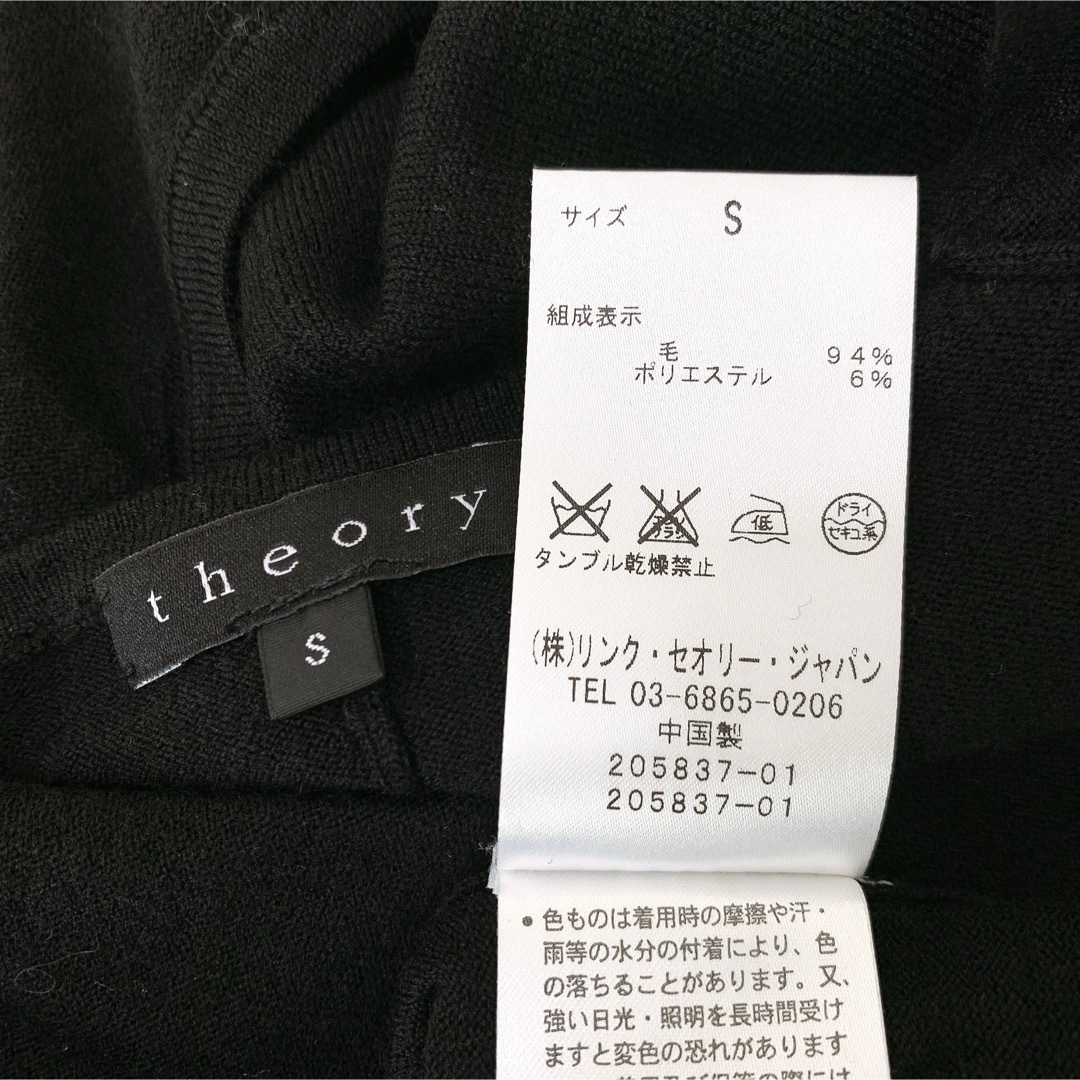 theory
S
サイズ S
組成表示
毛 94%
ポリエステル 6%
低
ドライ
セキユ系
タンブル乾燥禁止
(株)リンク・セオリー・ジャパン
TEL 03-6865-0206
中国製
205837-01
205837-01
●色ものは着用時の摩擦や汗・
雨等の水分の付着により、色
の落ちることがあります。又、
強い日光・照明を長時間受け
ますと変色の恐れがあります